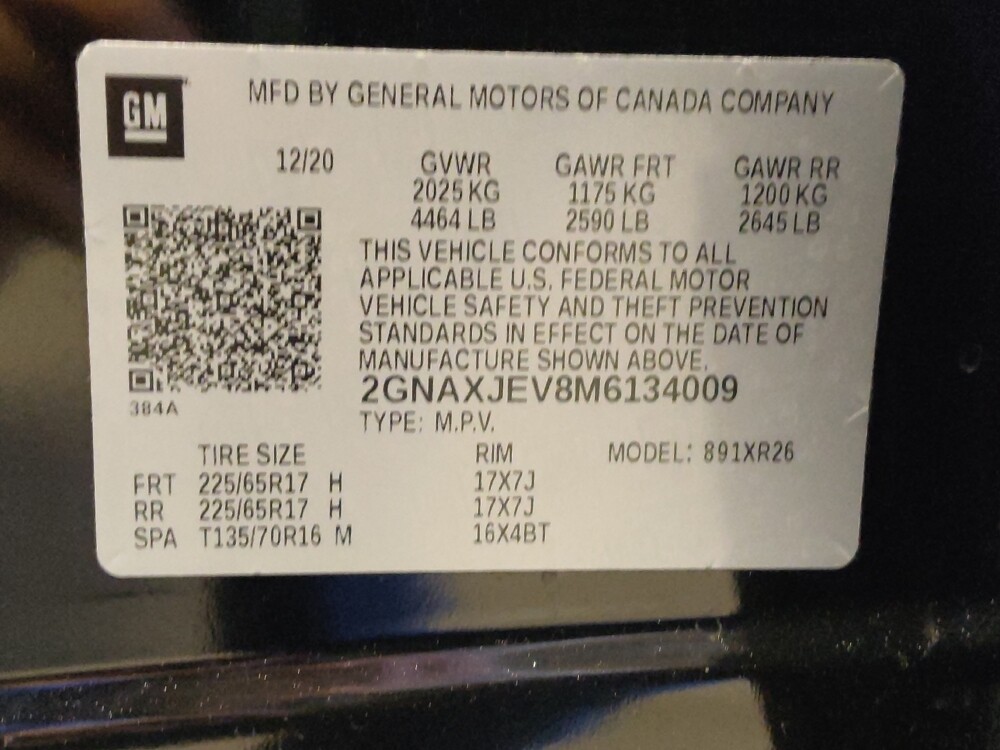 GM
MFD BY GENERAL MOTORS OF CANADA COMPANY
12/20 GVWR GAWR FRT GAWR RR
2025 KG 1175 KG 1200 KG
4464 LB 2590 LB 2645 LB
THIS VEHICLE CONFORMS TO ALL
APPLICABLE U.S. FEDERAL MOTOR
VEHICLE SAFETY AND THEFT PREVENTION
STANDARDS IN EFFECT ON THE DATE OF
MANUFACTURE SHOWN ABOVE.
2GNAXJEV8M6134009
384A
TYPE: M.P.V.
TIRE SIZE RIM MODEL: 891XR26
FRT 225/65R17 H 17X7J
RR 225/65R17 H 17X7J
SPA T135/70R16 M 16X4BT